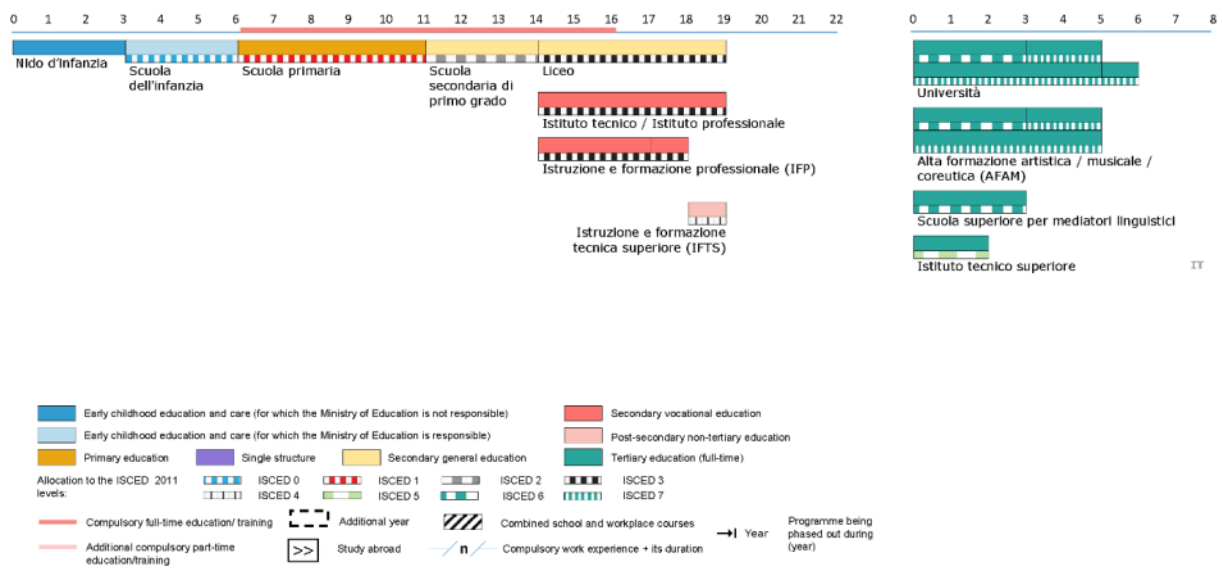 0 1 2 3 4 5 6 7 8 9 10 11 12 13 14 15 16 17 18 19 20 21 22
0 1 2 3 4 5 6 7 8
Nido d'infanzia
Scuola
dell'infanzia
Scuola primaria
Scuola
secondaria di
primo grado
Liceo
Istituto tecnico / Istituto professionale
Istruzione e formazione professionale (IFP)
Istruzione e formazione
tecnica superiore (IFTS)
Università
Alta formazione artistica / musicale /
coreutica (AFAM)
Scuola superiore per mediatori linguistici
Istituto tecnico superiore
IT
Early childhood education and care (for which the Ministry of Education is not responsible)
Secondary vocational education
Early childhood education and care (for which the Ministry of Education is responsible)
Post-secondary non-tertiary education
Primary education
Single structure
Secondary general education
Tertiary education (full-time)
Allocation to the ISCED 2011
levels:
ISCED 0
ISCED 1
ISCED 2
ISCED 3
ISCED 4
ISCED 5
ISCED 6
ISCED 7
Compulsory full-time education/ training
Additional year
Combined school and workplace courses
Year
Programme being
phased out during
(year)
Additional compulsory part-time
education/training
>>
Study abroad
n
Compulsory work experience + its duration